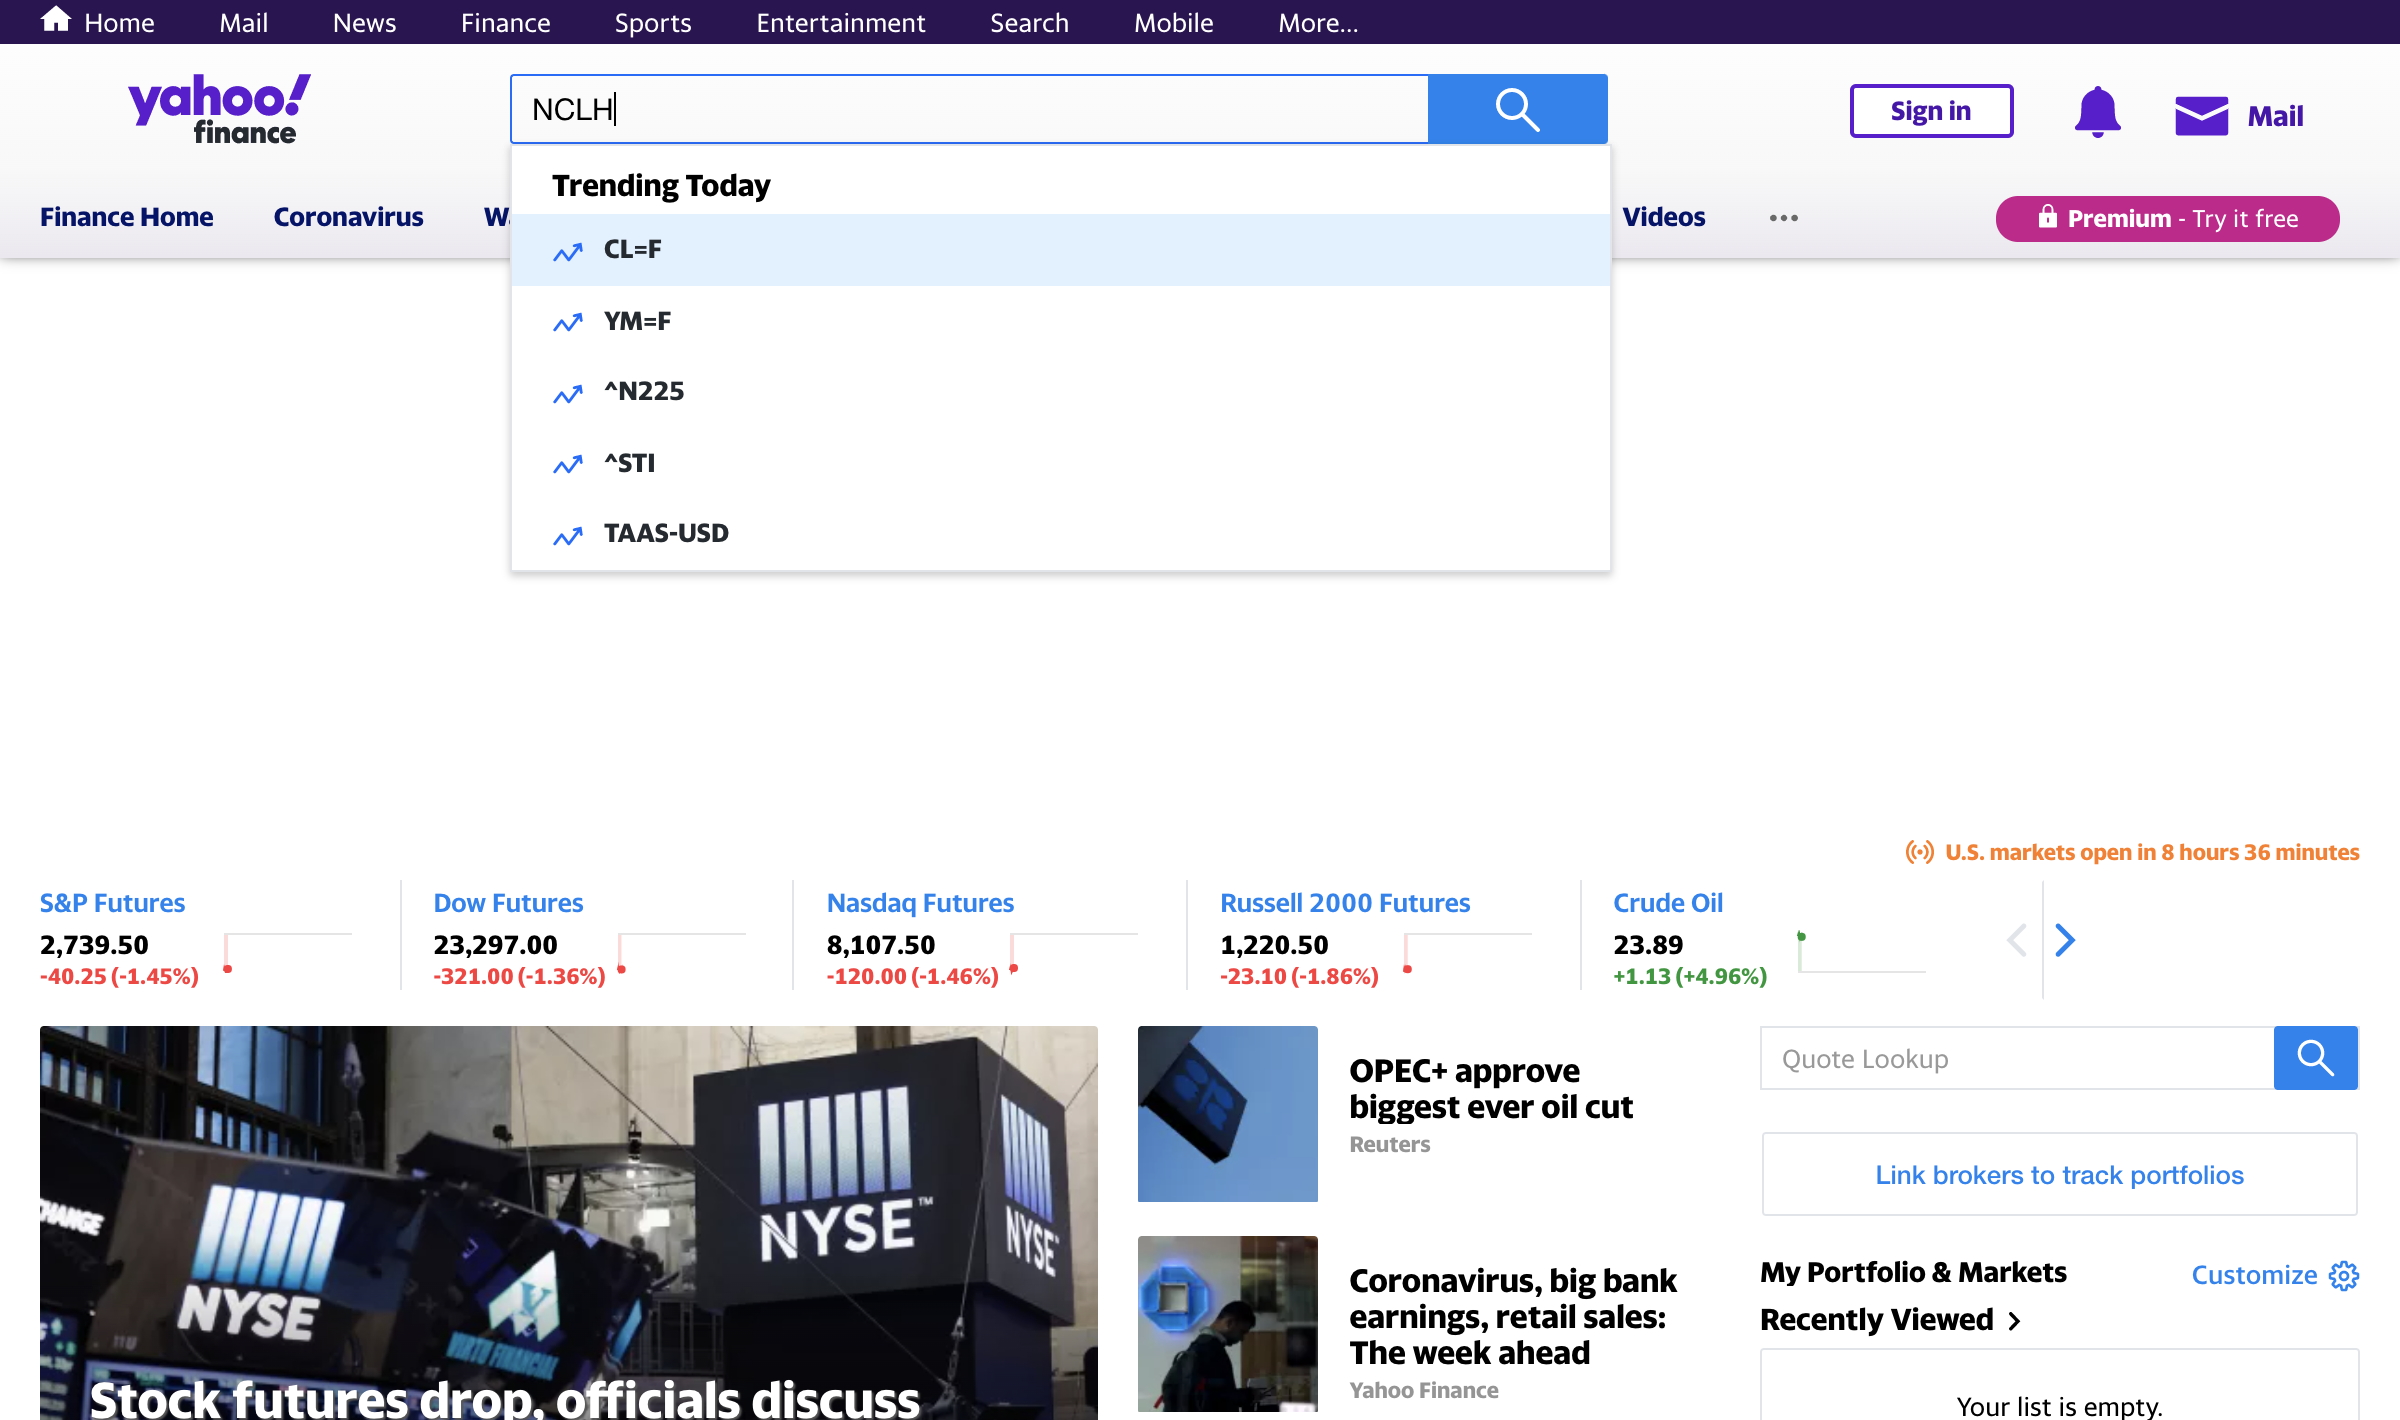 Home Mail News Finance Sports Entertainment Search Mobile More...
yahoo!
finance
NCLH
Sign in
Mail
Finance Home Coronavirus Videos
Premium - Try it free
Trending Today
CL=F
YM=F
^N225
^STI
TAAS-USD
U.S. markets open in 8 hours 36 minutes
S&P Futures
2,739.50
-40.25 (-1.45%)
Dow Futures
23,297.00
-321.00 (-1.36%)
Nasdaq Futures
8,107.50
-120.00 (-1.46%)
Russell 2000 Futures
1,220.50
-23.10 (-1.86%)
Crude Oil
23.89
+1.13 (+4.96%)
NYSE
NYSE™
NYSE
VIRTU FINANCIAL
Stock futures drop, officials discuss
OPEC+ approve
biggest ever oil cut
Reuters
Coronavirus, big bank
earnings, retail sales:
The week ahead
Yahoo Finance
Quote Lookup
Link brokers to track portfolios
My Portfolio & Markets
Customize
Recently Viewed
Your list is empty.